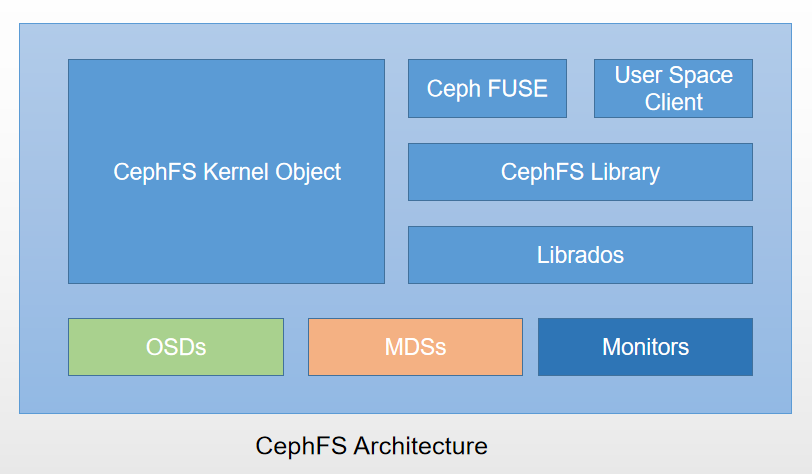 Ceph FUSE
User Space
Client
CephFS Kernel Object
CephFS Library
Librados
OSDs
MDSs
Monitors
CephFS Architecture